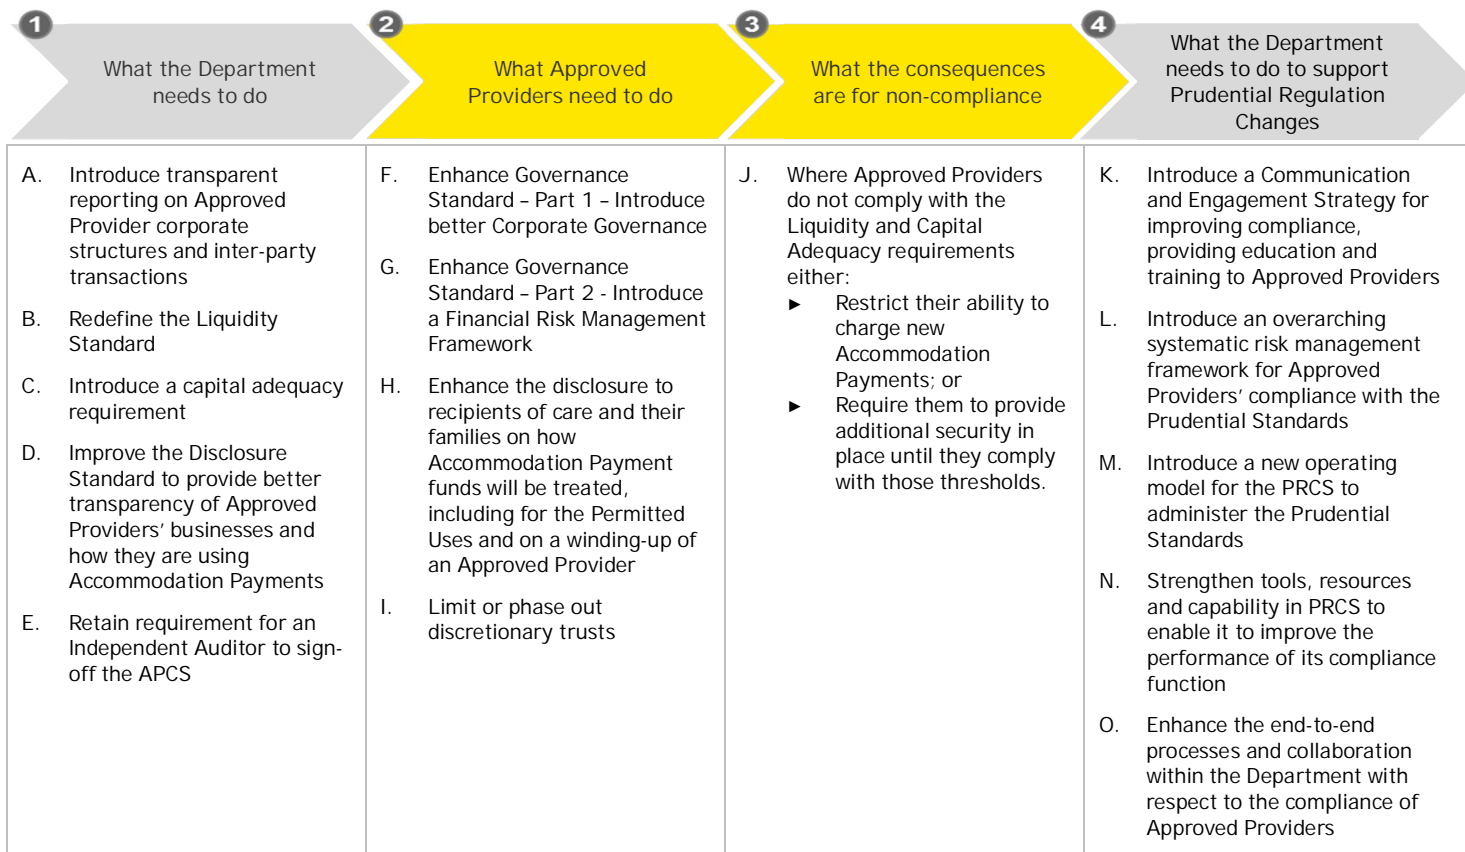 1
What the Department
needs to do
2
What Approved
Providers need to do
3
What the consequences
are for non-compliance
4
What the Department
needs to do to support
Prudential Regulation
Changes
A. Introduce transparent
reporting on Approved
Provider corporate
structures and inter-party
transactions
B. Redefine the Liquidity
Standard
C. Introduce a capital adequacy
requirement
D. Improve the Disclosure
Standard to provide better
transparency of Approved
Providers’ businesses and
how they are using
Accommodation Payments
E. Retain requirement for an
Independent Auditor to sign-
off the APCS
F. Enhance Governance
Standard – Part 1 – Introduce
better Corporate Governance
G. Enhance Governance
Standard – Part 2 - Introduce
a Financial Risk Management
Framework
H. Enhance the disclosure to
recipients of care and their
families on how
Accommodation Payment
funds will be treated,
including for the Permitted
Uses and on a winding-up of
an Approved Provider
I. Limit or phase out
discretionary trusts
J. Where Approved Providers
do not comply with the
Liquidity and Capital
Adequacy requirements
either:
► Restrict their ability to
charge new
Accommodation
Payments; or
► Require them to provide
additional security in
place until they comply
with those thresholds.
K. Introduce a Communication
and Engagement Strategy for
improving compliance,
providing education and
training to Approved Providers
L. Introduce an overarching
systematic risk management
framework for Approved
Providers’ compliance with the
Prudential Standards
M. Introduce a new operating
model for the PRCS to
administer the Prudential
Standards
N. Strengthen tools, resources
and capability in PRCS to
enable it to improve the
performance of its compliance
function
O. Enhance the end-to-end
processes and collaboration
within the Department with
respect to the compliance of
Approved Providers